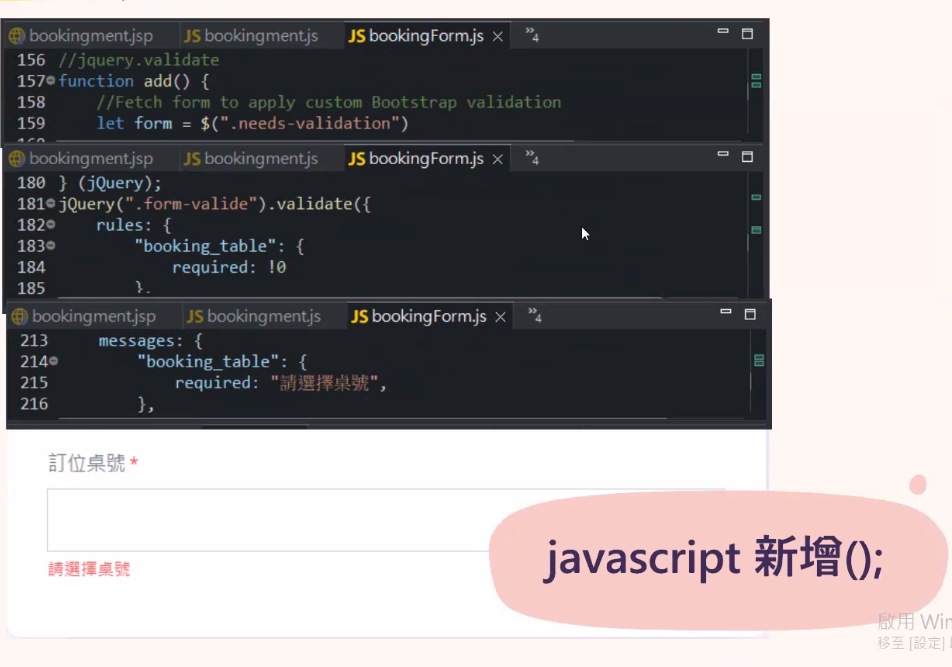 bookingment.jsp JS bookingment.js JS bookingForm.js × »4
156 //jquery.validate
157 function add() {
158 //Fetch form to apply custom Bootstrap validation
159 let form = $(".needs-validation")
bookingment.jsp JS bookingment.js JS bookingForm.js × »4
180 } (jQuery);
181 jQuery(".form-valide").validate({
182 rules: {
183 "booking_table": {
184 required: !0
185 },
bookingment.jsp JS bookingment.js JS bookingForm.js × »4
213 messages: {
214 "booking_table": {
215 required: "請選擇桌號",
216 },
訂位桌號 *
請選擇桌號
javascript 新增();
啟用 Win
移至 [設定]